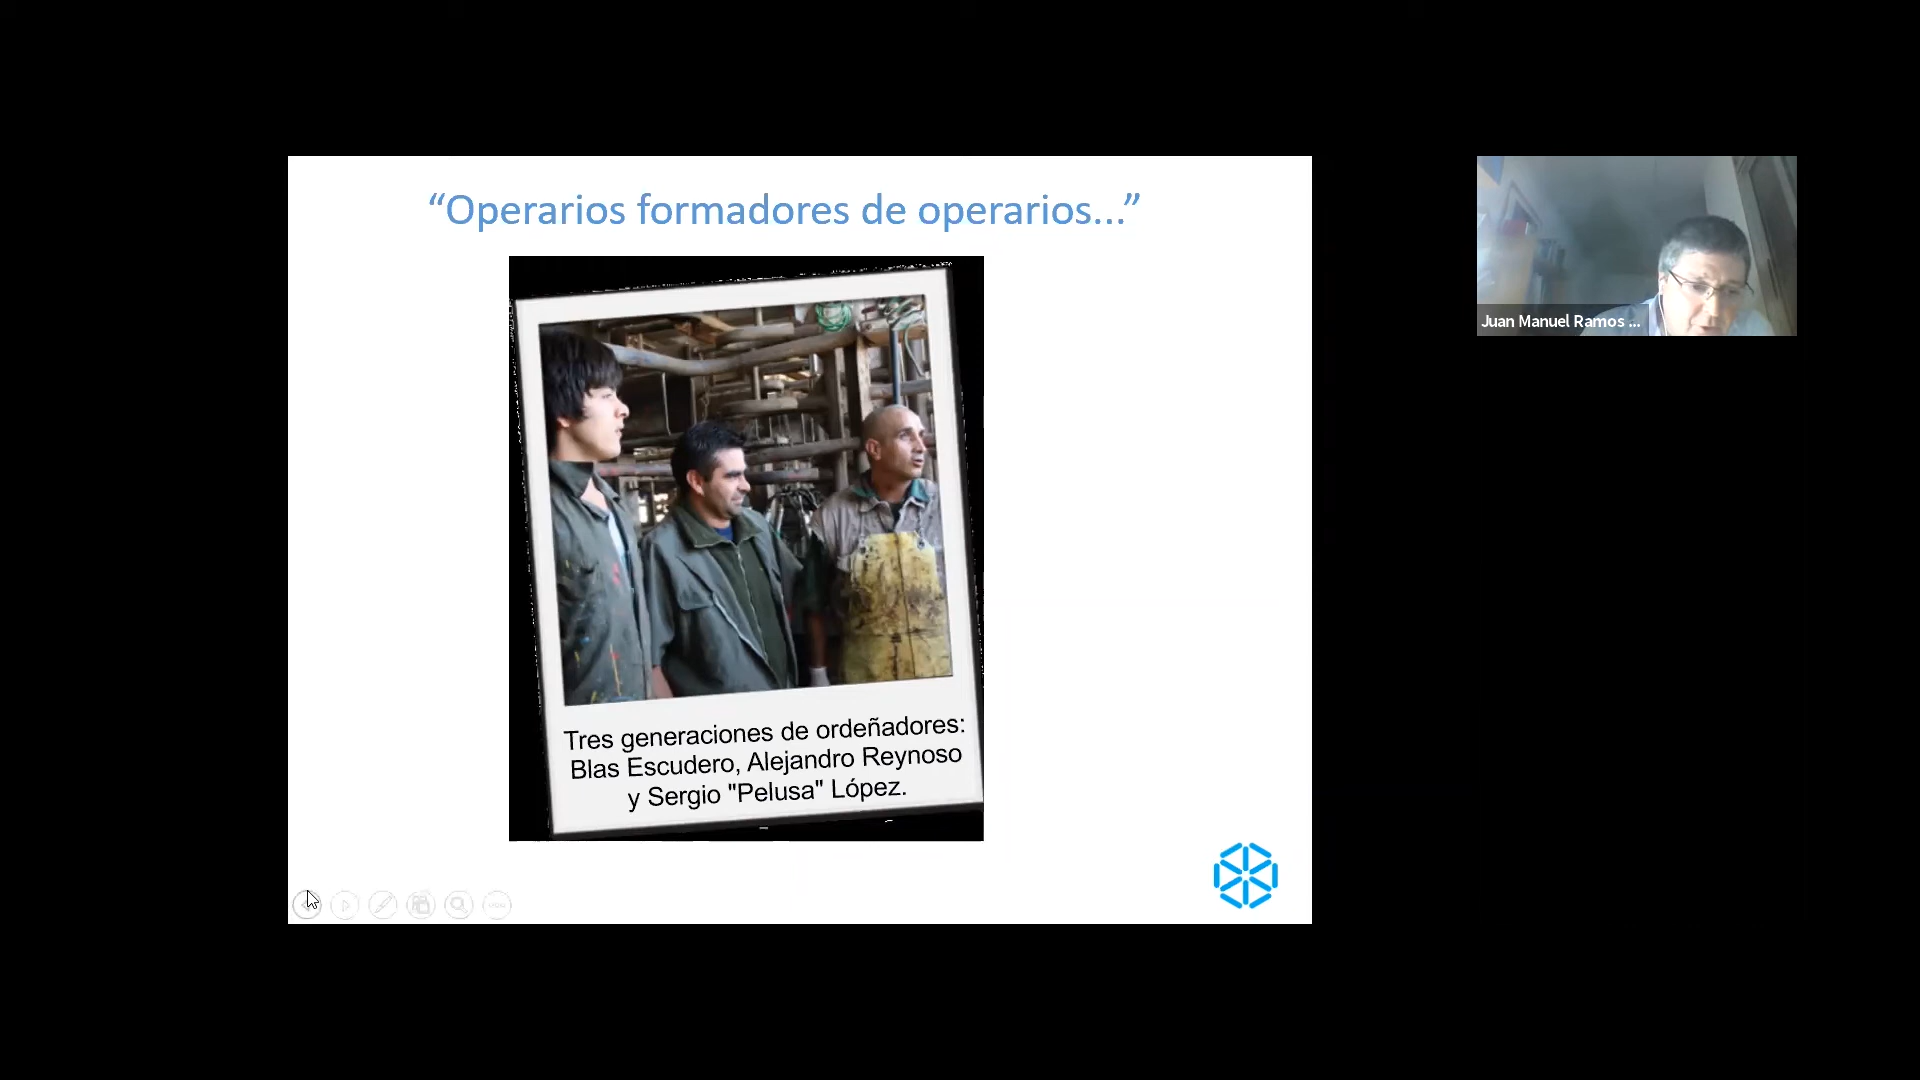 “Operarios formadores de operarios...”
Tres generaciones de ordeñadores:
Blas Escudero, Alejandro Reynoso
y Sergio "Pelusa" López.
Juan Manuel Ramos ...